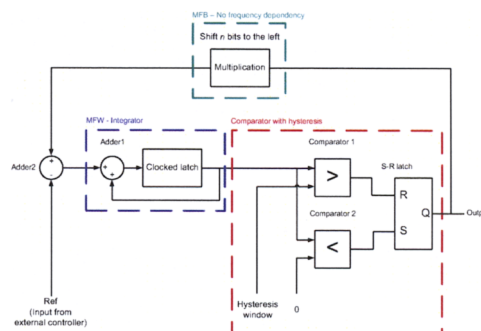 MFB – No frequency dependency
Shift n bits to the left
Multiplication
MFW - Integrator
Comparator with hysteresis
Adder1
Comparator 1
Adder2
+
-
+
+
Clocked latch
>
S-R latch
R
Q
Outp
Comparator 2
<
S
Ref
(Input from
external controller)
Hysteresis
window
0